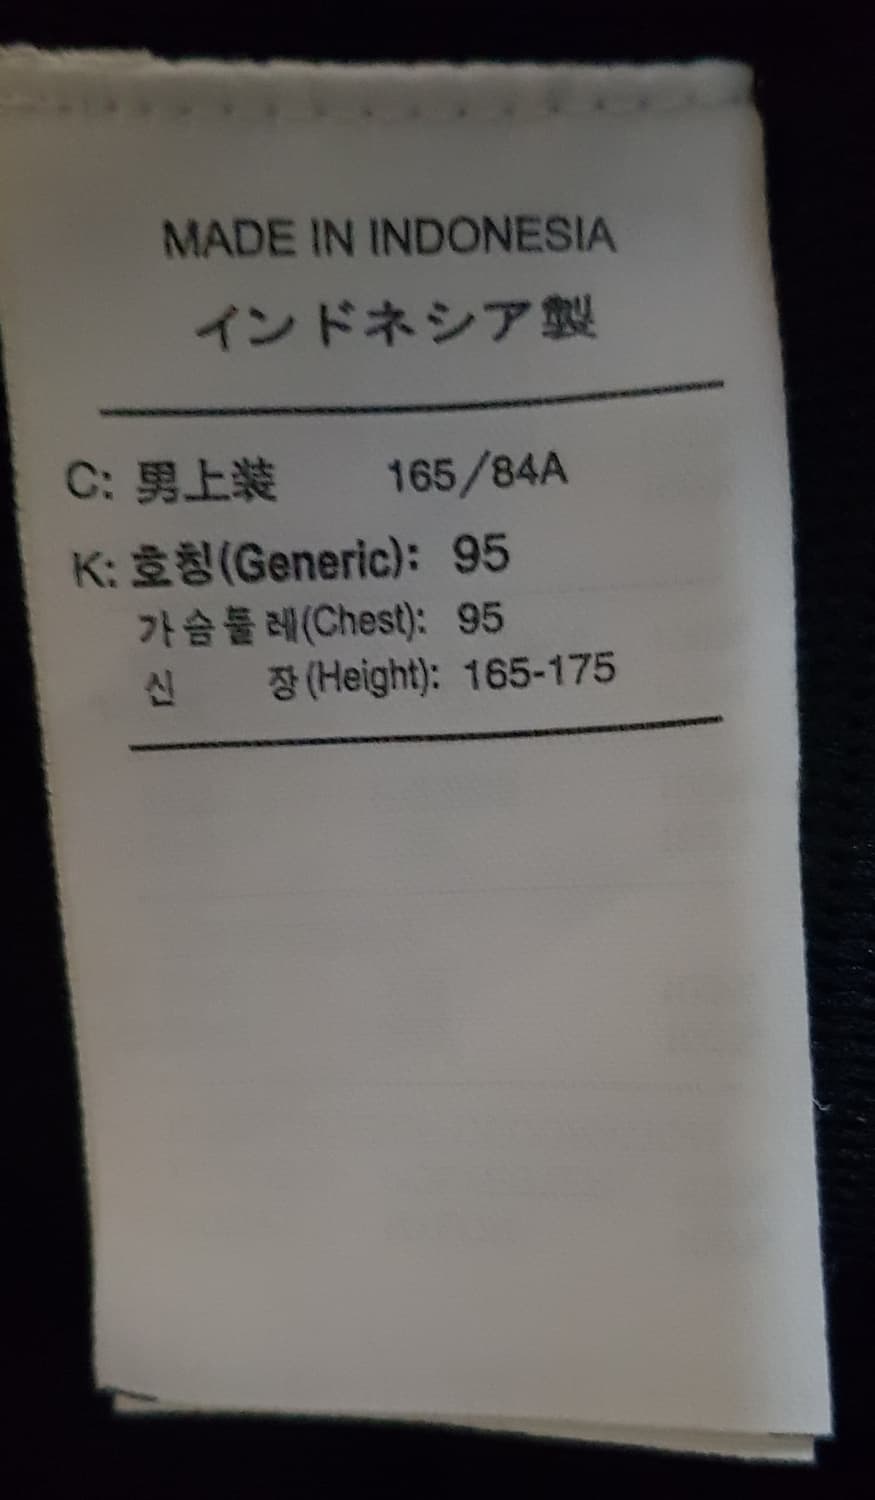 MADE IN INDONESIA
インドネシア製
C: 男上装 165/84A
K: 호칭(Generic): 95
가슴둘레(Chest): 95
신 장(Height): 165-175